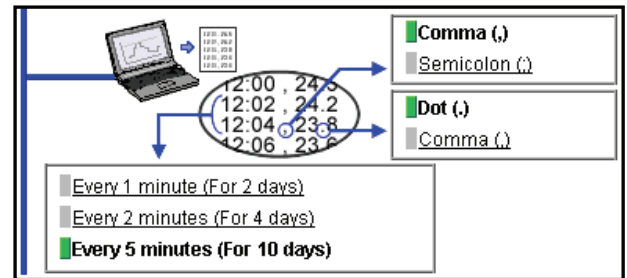 Comma (,)
Semicolon (;)
Dot (.)
Comma (,)
12:00 , 24.3
12:02 , 24.2
12:04 , 23.8
12:06 , 23.6
Every 1 minute (For 2 days)
Every 2 minutes (For 4 days)
Every 5 minutes (For 10 days)